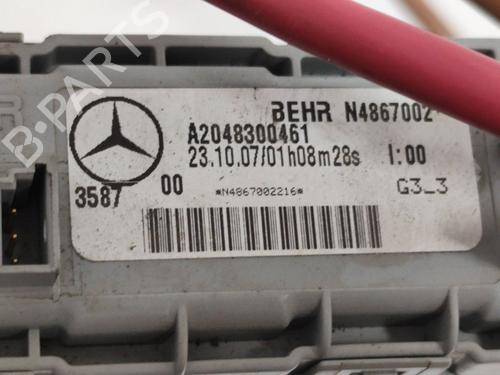 BEHR N4867002
A2048300461
23.10.07/01h08m28s I:00
3587 00 *N4867002216* G3_3
B-PARTS